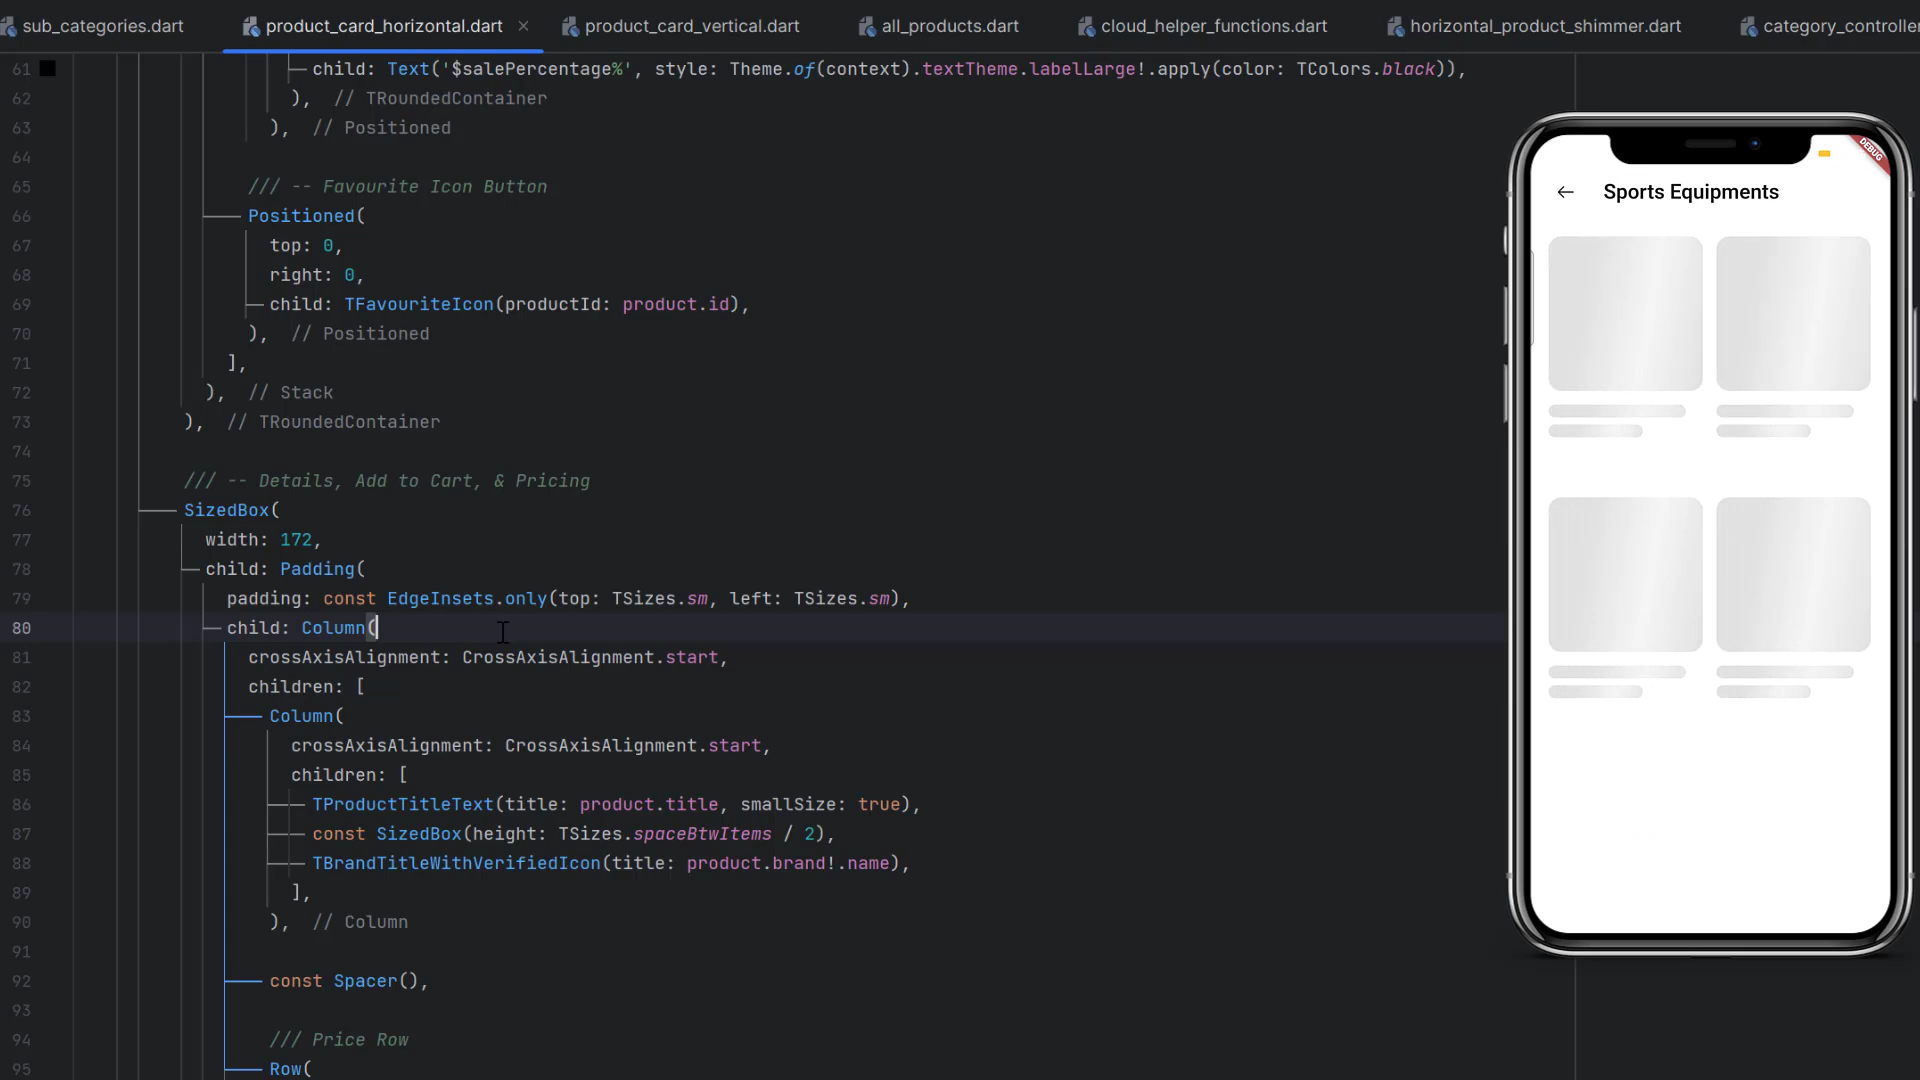 sub_categories.dart product_card_horizontal.dart product_card_vertical.dart all_products.dart cloud_helper_functions.dart horizontal_product_shimmer.dart category_controller
61 child: Text('$salePercentage%', style: Theme.of(context).textTheme.labelLarge!.apply(color: TColors.black)),
62 ), // TRoundedContainer
63 ), // Positioned
64
65 /// -- Favourite Icon Button
66 Positioned(
67 top: 0,
68 right: 0,
69 child: TFavouriteIcon(productId: product.id),
70 ), // Positioned
71 ],
72 ), // Stack
73 ), // TRoundedContainer
74
75 /// -- Details, Add to Cart, & Pricing
76 SizedBox(
77 width: 172,
78 child: Padding(
79 padding: const EdgeInsets.only(top: TSizes.sm, left: TSizes.sm),
80 child: Column(
81 crossAxisAlignment: CrossAxisAlignment.start,
82 children: [
83 Column(
84 crossAxisAlignment: CrossAxisAlignment.start,
85 children: [
86 TProductTitleText(title: product.title, smallSize: true),
87 const SizedBox(height: TSizes.spaceBtwItems / 2),
88 TBrandTitleWithVerifiedIcon(title: product.brand!.name),
89 ],
90 ), // Column
91
92 const Spacer(),
93
94 /// Price Row
95 Row(
DEBUG
Sports Equipments